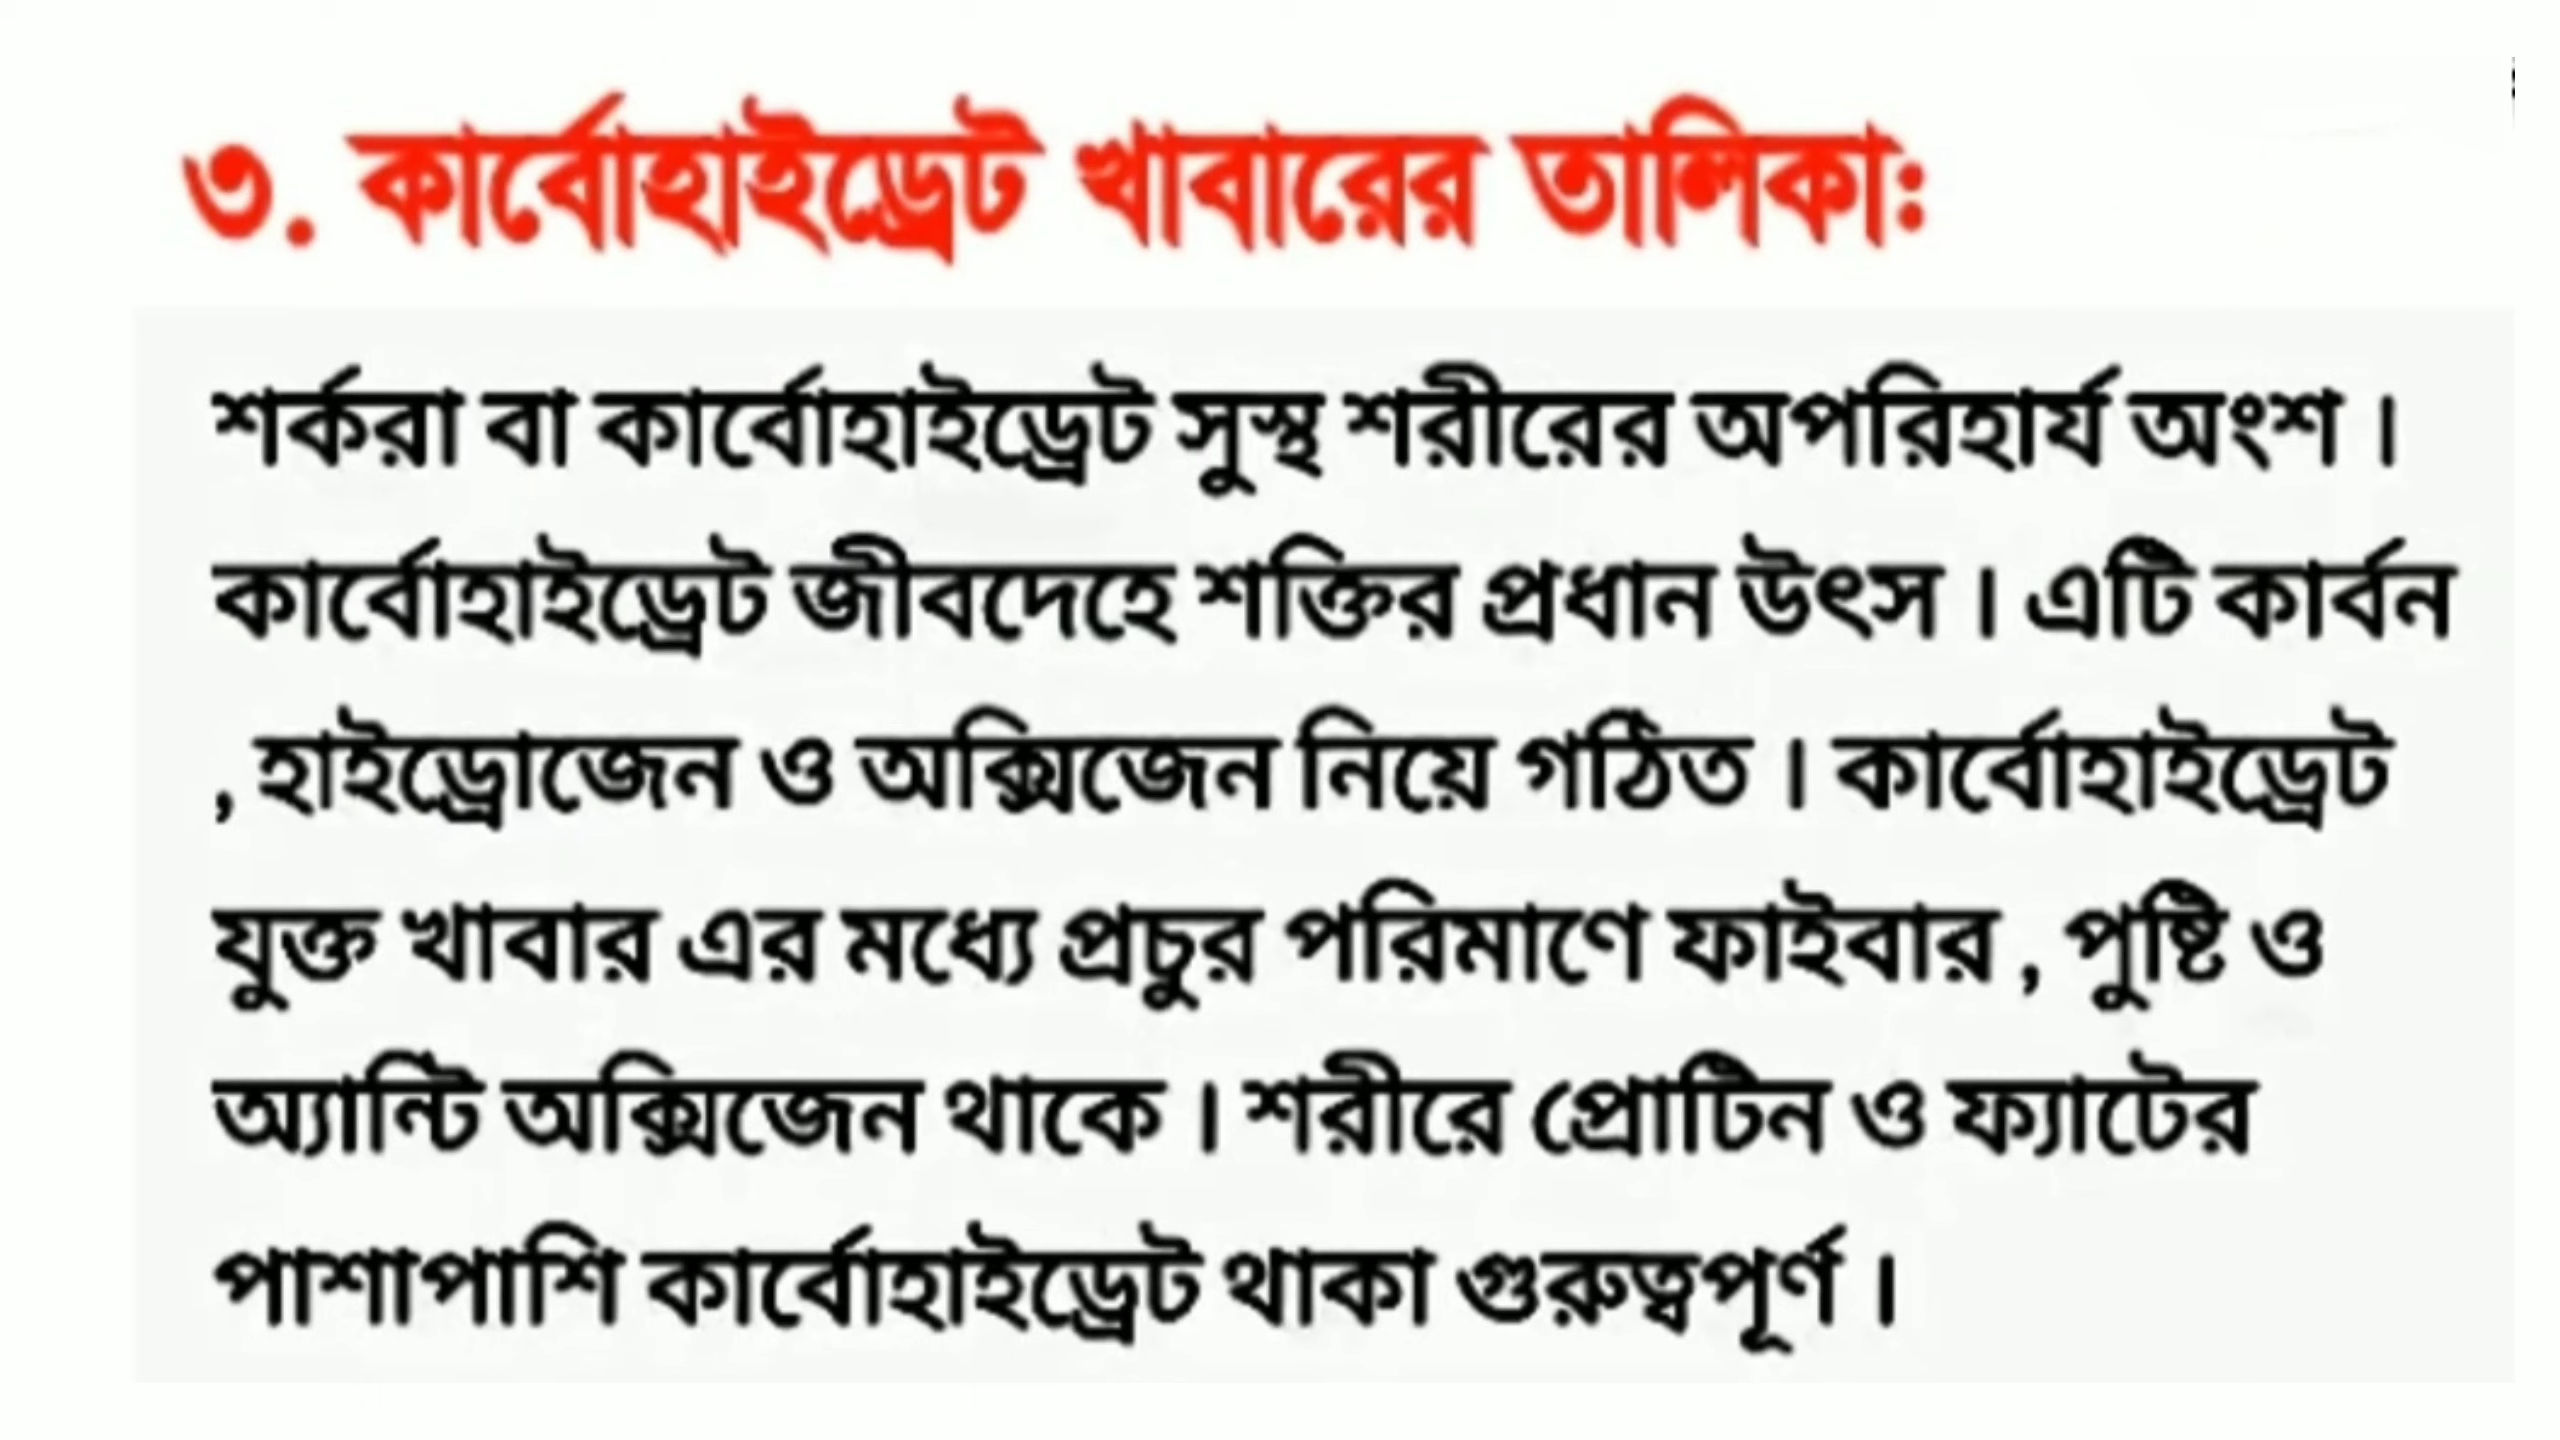 ৩. কার্বোহাইড্রেট খাবারের তালিকাঃ
শর্করা বা কার্বোহাইড্রেট সুস্থ শরীরের অপরিহার্য অংশ ।
কার্বোহাইড্রেট জীবদেহে শক্তির প্রধান উৎস । এটি কার্বন
, হাইড্রোজেন ও অক্সিজেন নিয়ে গঠিত । কার্বোহাইড্রেট
যুক্ত খাবার এর মধ্যে প্রচুর পরিমাণে ফাইবার , পুষ্টি ও
অ্যান্টি অক্সিজেন থাকে । শরীরে প্রোটিন ও ফ্যাটের
পাশাপাশি কার্বোহাইড্রেট থাকা গুরুত্বপূর্ণ ।